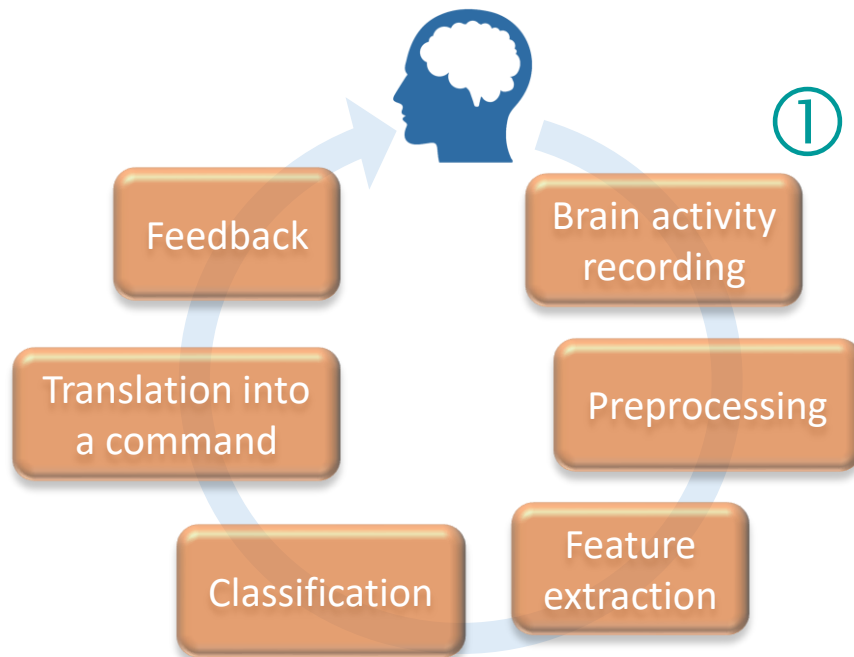 ①
Brain activity
recording
Preprocessing
Feature
extraction
Classification
Translation into
a command
Feedback